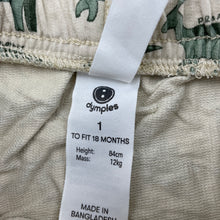 dymples
1
TO FIT 18 MONTHS
Height: 84cm
Mass: 12kg
MADE IN
BANGLADESH